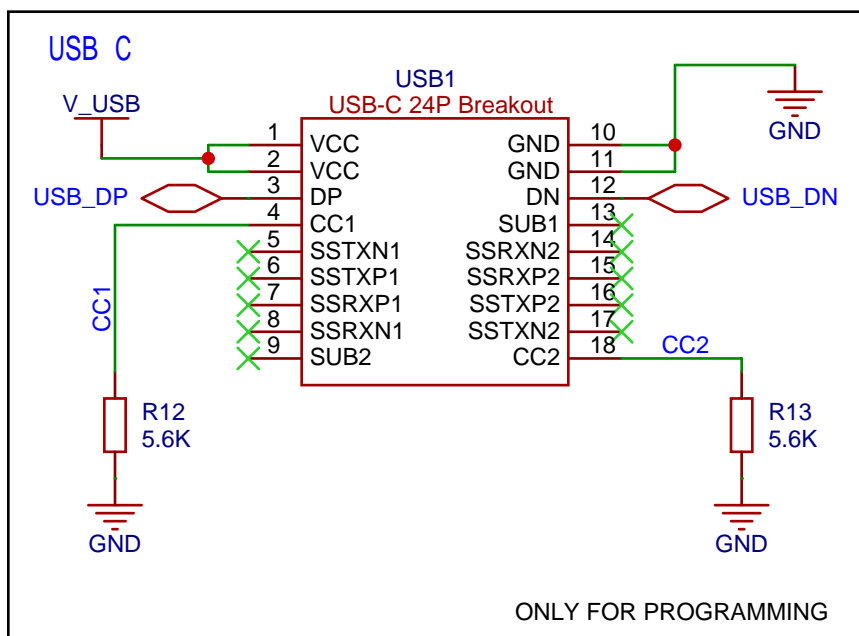 USB C
V_USB
USB1
USB-C 24P Breakout
GND
1 VCC GND 10
2 VCC GND 11
USB_DP 3 DP DN 12 USB_DN
4 CC1 SUB1 13
5 SSTXN1 SSRXN2 14
6 SSTXP1 SSRXP2 15
7 SSRXP1 SSTXP2 16
8 SSRXN1 SSTXN2 17
9 SUB2 CC2 18
CC1
CC2
R12
5.6K
R13
5.6K
GND
GND
ONLY FOR PROGRAMMING